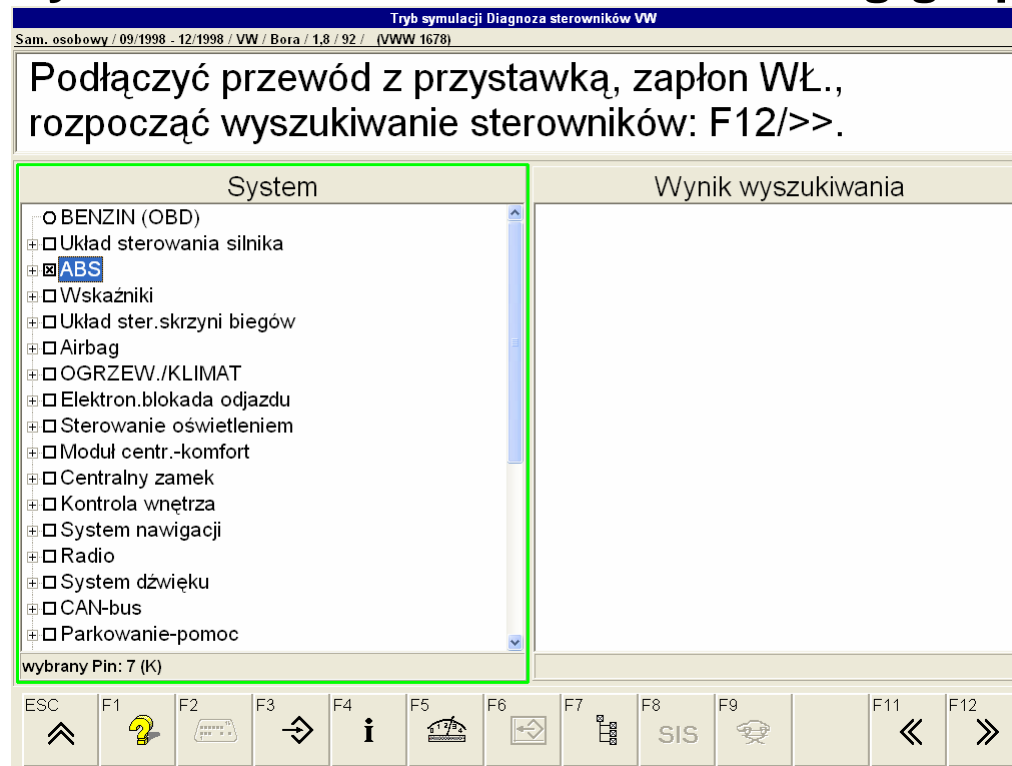 Tryb symulacji Diagnoza sterowników VW
Sam. osobowy / 09/1998 - 12/1998 / VW / Bora / 1,8 / 92 / (VWW 1678)
Podłączyć przewód z przystawką, zapłon WŁ.,
rozpocząć wyszukiwanie sterowników: F12/>>.
System
Wynik wyszukiwania
BENZIN (OBD)
Układ sterowania silnika
ABS
Wskaźniki
Układ ster.skrzyni biegów
Airbag
OGRZEW./KLIMAT
Elektron.blokada odjazdu
Sterowanie oświetleniem
Moduł centr.-komfort
Centralny zamek
Kontrola wnętrza
System nawigacji
Radio
System dźwięku
CAN-bus
Parkowanie-pomoc
wybrany Pin: 7 (K)
ESC F1 F2 F3 F4 F5 F6 F7 F8 F9 F11 F12
SIS